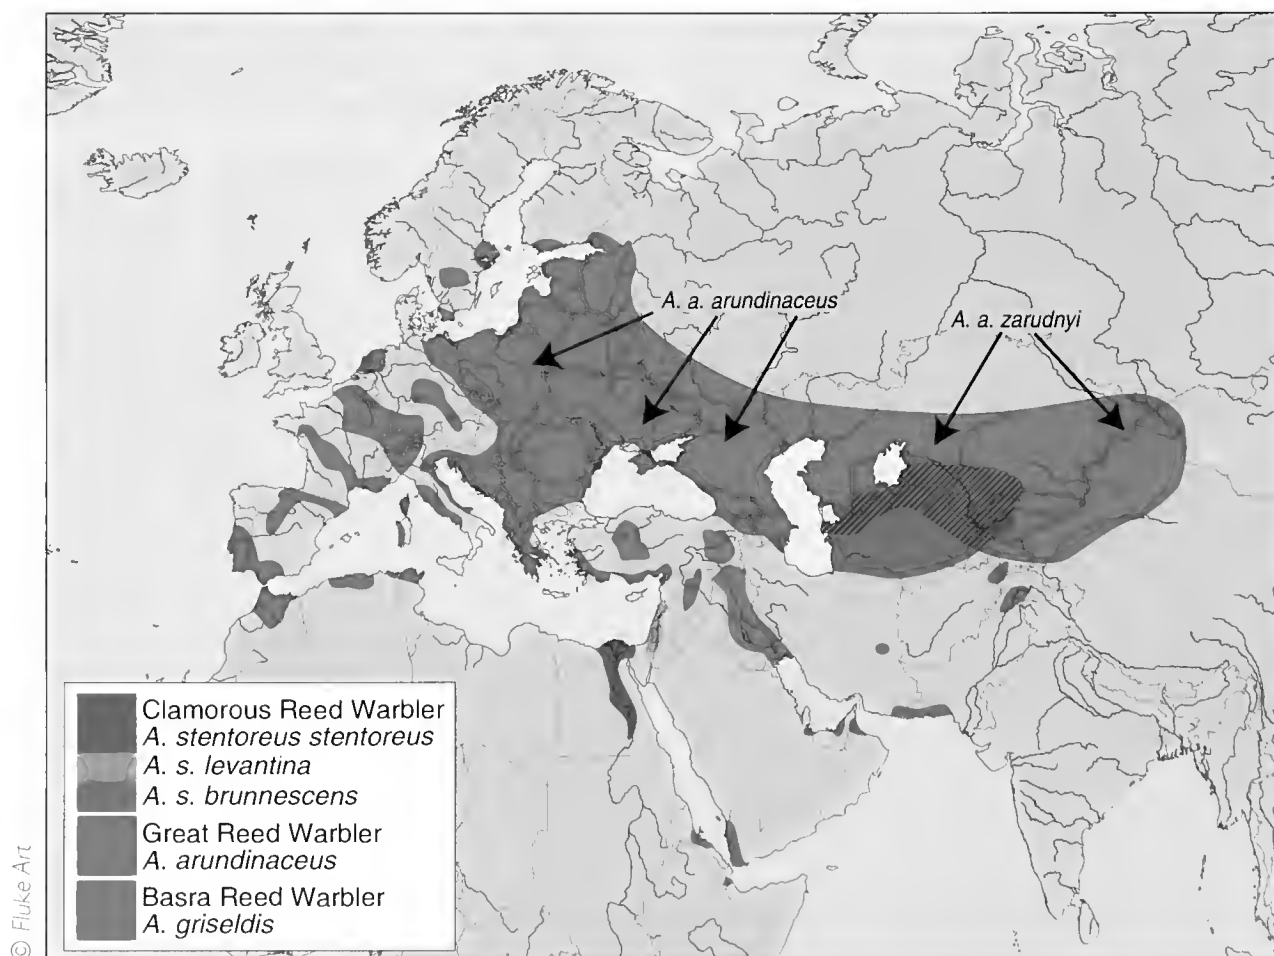 A. a. arundinaceus
A. a. zarudnyi
Clamorous Reed Warbler
A. stentoreus stentoreus
A. s. levantina
A. s. brunnescens
Great Reed Warbler
A. arundinaceus
Basra Reed Warbler
A. griseldis
© Fluke Art